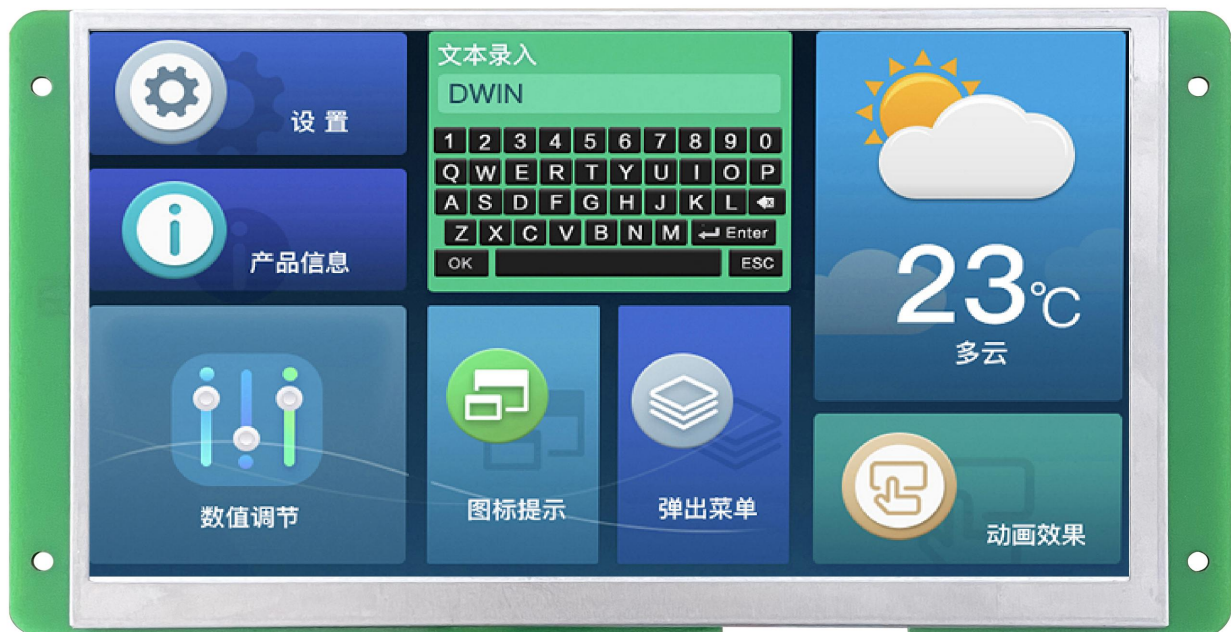 设置
产品信息
数值调节
文本录入
DWIN
1 2 3 4 5 6 7 8 9 0
Q W E R T Y U I O P
A S D F G H J K L
Z X C V B N M Enter
OK ESC
图标提示
弹出菜单
23℃
多云
动画效果